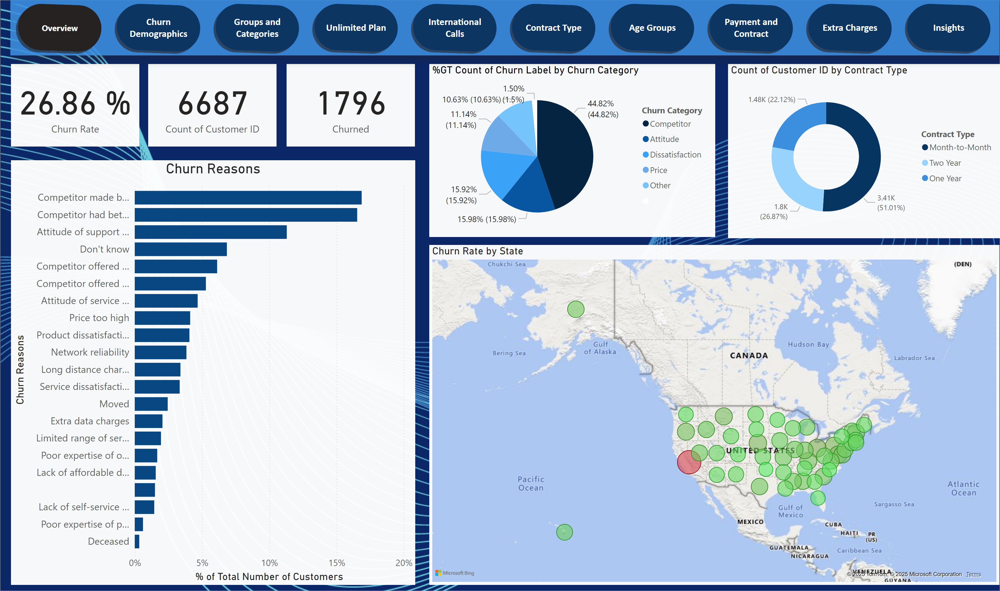 Overview
Churn
Demographics
Groups and
Categories
Unlimited Plan
International
Calls
Contract Type
Age Groups
Payment and
Contract
Extra Charges
Insights
26.86 %
Churn Rate
6687
Count of Customer ID
1796
Churned
Churn Reasons
Competitor made b...
Competitor had bet...
Attitude of support ...
Don't know
Competitor offered ...
Competitor offered ...
Attitude of service ...
Price too high
Product dissatisfacti...
Network reliability
Long distance char...
Service dissatisfacti...
Moved
Extra data charges
Limited range of ser...
Poor expertise of o...
Lack of affordable d...
Lack of self-service ...
Poor expertise of p...
Deceased
Churn Reasons
0%
5%
10%
15%
20%
% of Total Number of Customers
%GT Count of Churn Label by Churn Category
1.50%
(1.5%)
10.63% (10.63%)
11.14%
(11.14%)
15.92%
(15.92%)
15.98% (15.98%)
44.82%
(44.82%)
Churn Category
Competitor
Attitude
Dissatisfaction
Price
Other
Count of Customer ID by Contract Type
1.48K (22.12%)
1.8K
(26.87%)
3.41K
(51.01%)
Contract Type
Month-to-Month
Two Year
One Year
Churn Rate by State
Chukchi Sea
(DEN)
Gulf
of Alaska
Bering Sea
Hudson Bay
CANADA
Labrador Sea
UNITED STATES
Pacific
Ocean
Atlantic
Ocean
Sargasso Sea
Gulf of
Mexico
MEXICO
CUBA
HAITI
PR
(US)
GUATEMALA
Caribbean Sea
NICARAGUA
VENEZUELA
GUYANA
Microsoft Bing
© 2025 TomTom, © 2025 Microsoft Corporation Terms